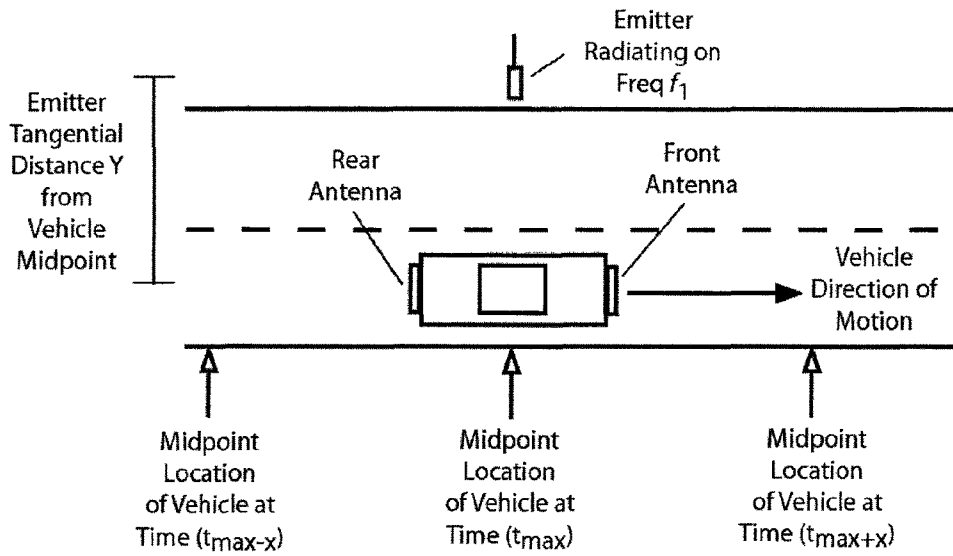 Emitter
Radiating on
Freq f1
Emitter
Tangential
Distance Y
from
Vehicle
Midpoint
Rear
Antenna
Front
Antenna
Vehicle
Direction of
Motion
Midpoint
Location
of Vehicle at
Time (tmax-x)
Midpoint
Location
of Vehicle at
Time (tmax)
Midpoint
Location
of Vehicle at
Time (tmax+x)